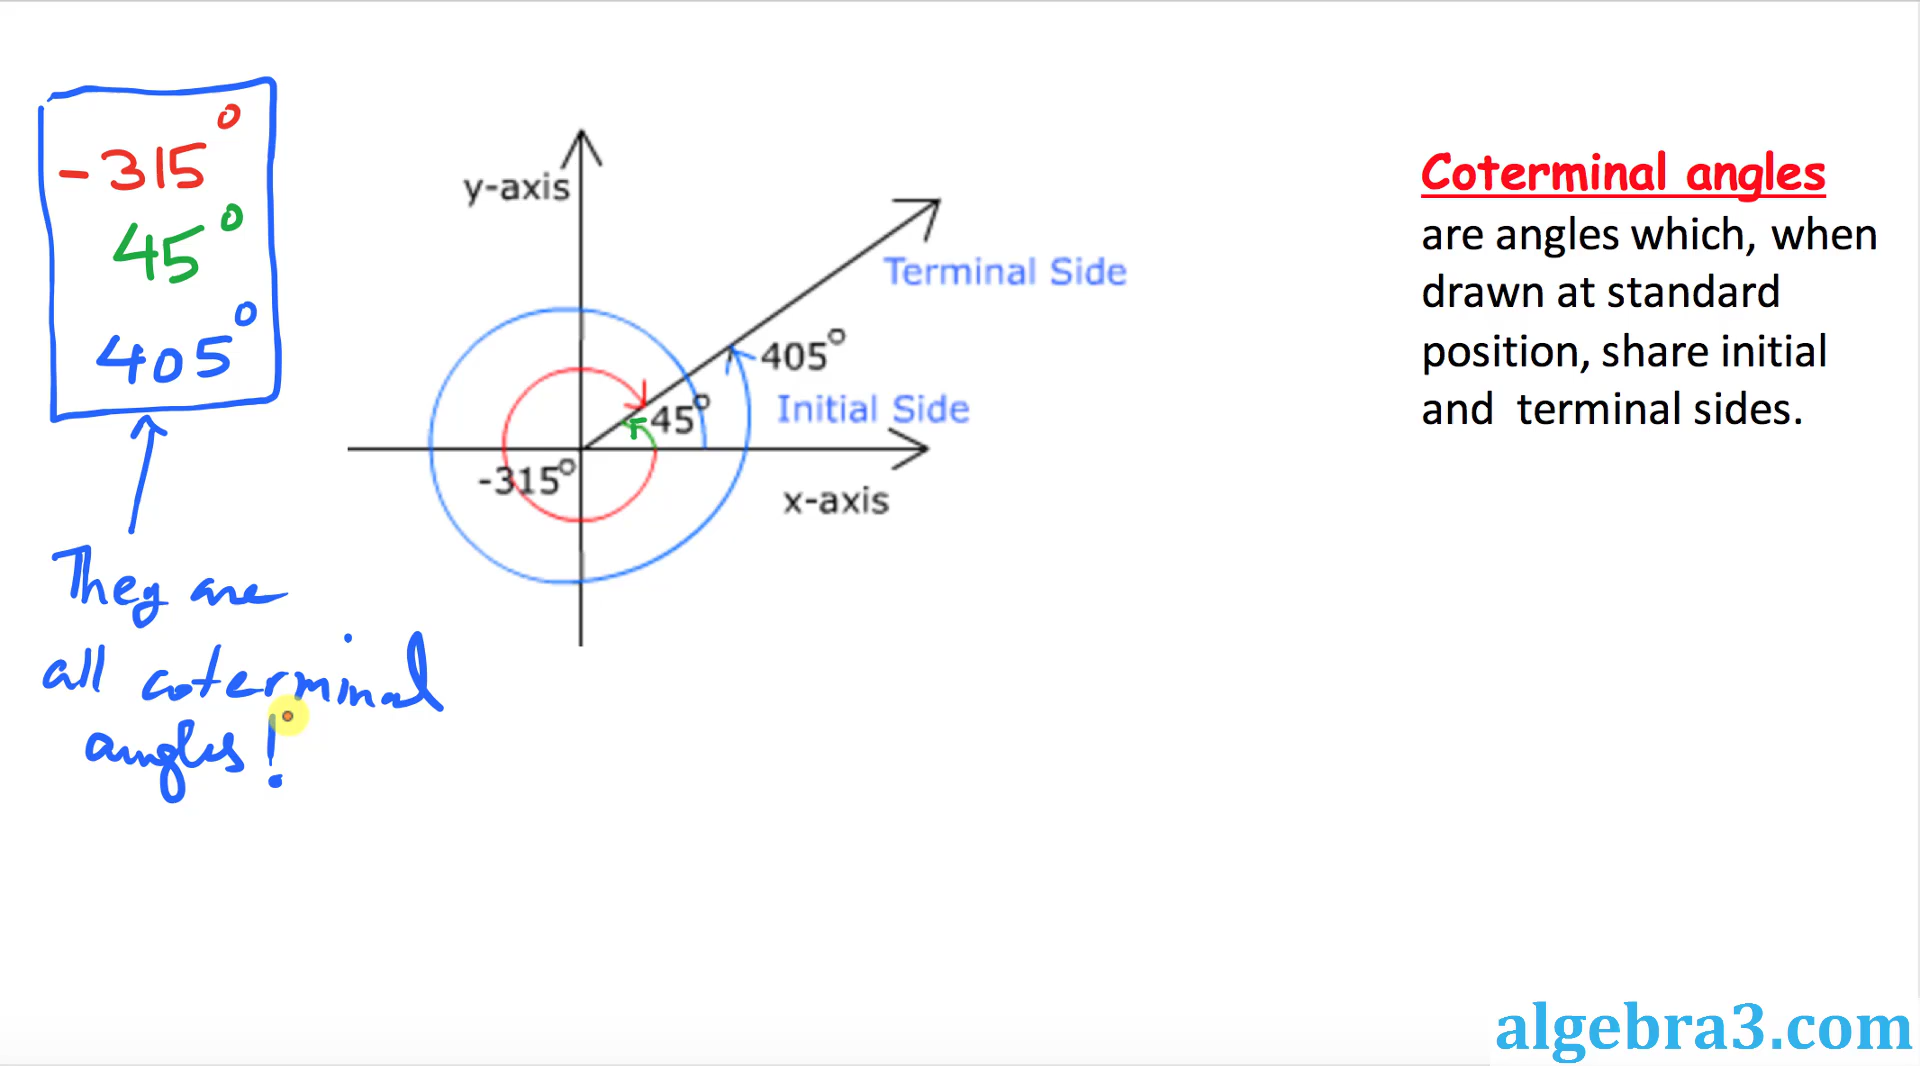 -315°
45°
405°
They are
all coterminal
angles!
y-axis
Terminal Side
405°
45°
Initial Side
-315°
x-axis
Coterminal angles
are angles which, when
drawn at standard
position, share initial
and terminal sides.
algebra3.com